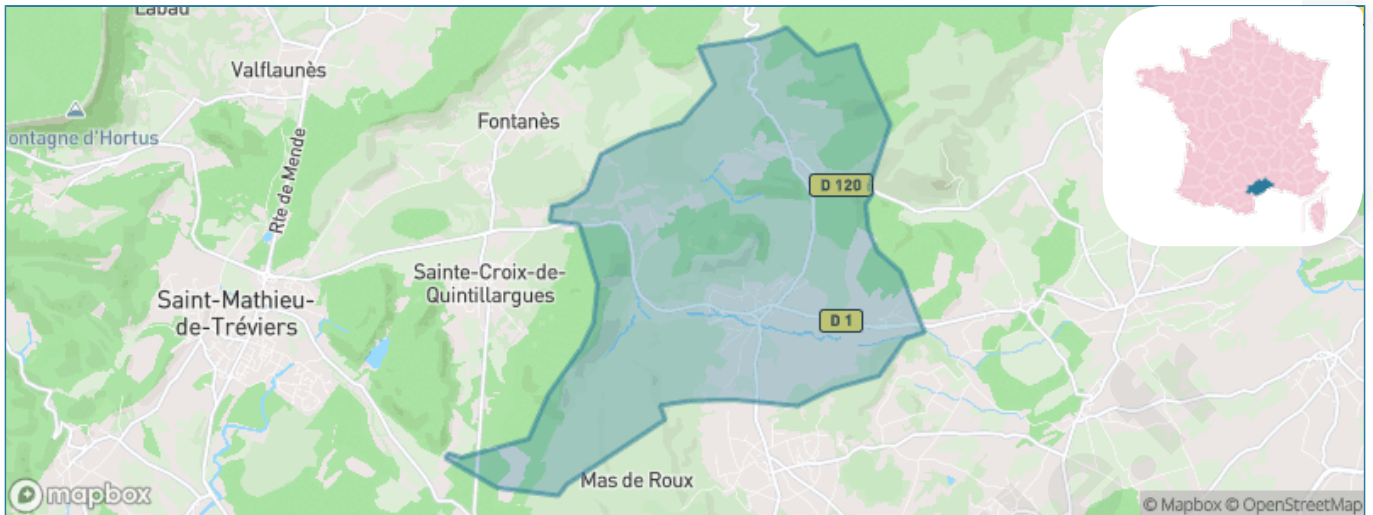 Labau
Valflaunès
Fontanès
ontagne d'Hortus
Rte de Mende
D 120
Sainte-Croix-de-
Quintillargues
Saint-Mathieu-
de-Tréviers
D 1
Mas de Roux
mapbox
© Mapbox © OpenStreetMap